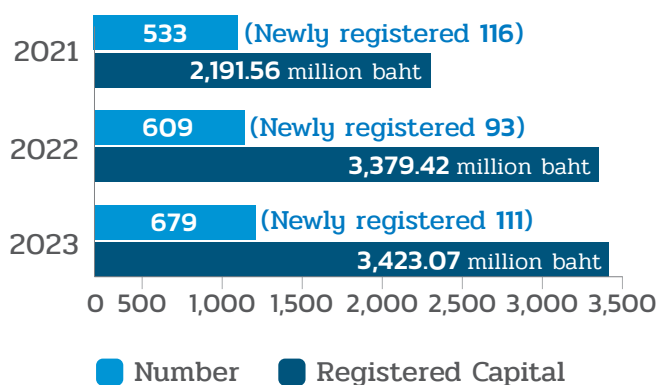 2021
533 (Newly registered 116)
2,191.56 million baht
2022
609 (Newly registered 93)
3,379.42 million baht
2023
679 (Newly registered 111)
3,423.07 million baht
0 500 1,000 1,500 2,000 2,500 3,000 3,500
Number Registered Capital